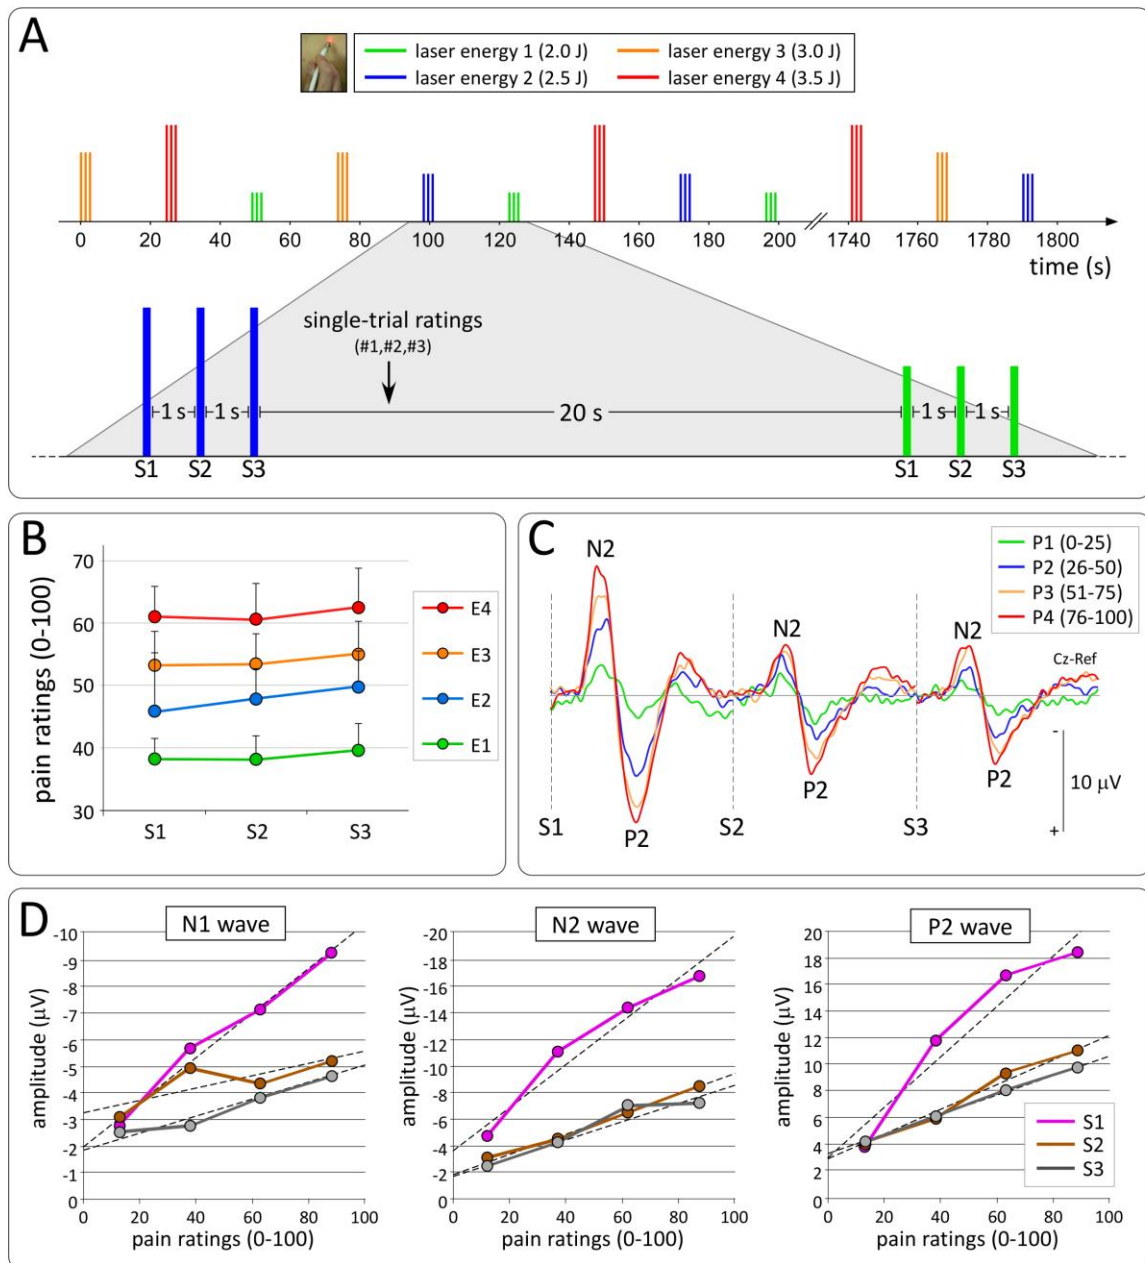 A
laser energy 1 (2.0 J)
laser energy 3 (3.0 J)
laser energy 2 (2.5 J)
laser energy 4 (3.5 J)
0 20 40 60 80 100 120 140 160 180 200 1740 1760 1780 1800
time (s)
single-trial ratings
(#1,#2,#3)
1 s 1 s 20 s 1 s 1 s
S1 S2 S3 S1 S2 S3
B
pain ratings (0-100)
70
60
50
40
30
S1 S2 S3
E4
E3
E2
E1
C
P1 (0-25)
P2 (26-50)
P3 (51-75)
P4 (76-100)
N2
N2
N2
Cz-Ref
-
10 μV
+
S1 P2 S2 P2 S3 P2
D
N1 wave
amplitude (μV)
-10
-9
-8
-7
-6
-5
-4
-3
-2
-1
0
0 20 40 60 80 100
pain ratings (0-100)
N2 wave
amplitude (μV)
-20
-18
-16
-14
-12
-10
-8
-6
-4
-2
0
0 20 40 60 80 100
pain ratings (0-100)
P2 wave
amplitude (μV)
20
18
16
14
12
10
8
6
4
2
0
0 20 40 60 80 100
pain ratings (0-100)
S1
S2
S3